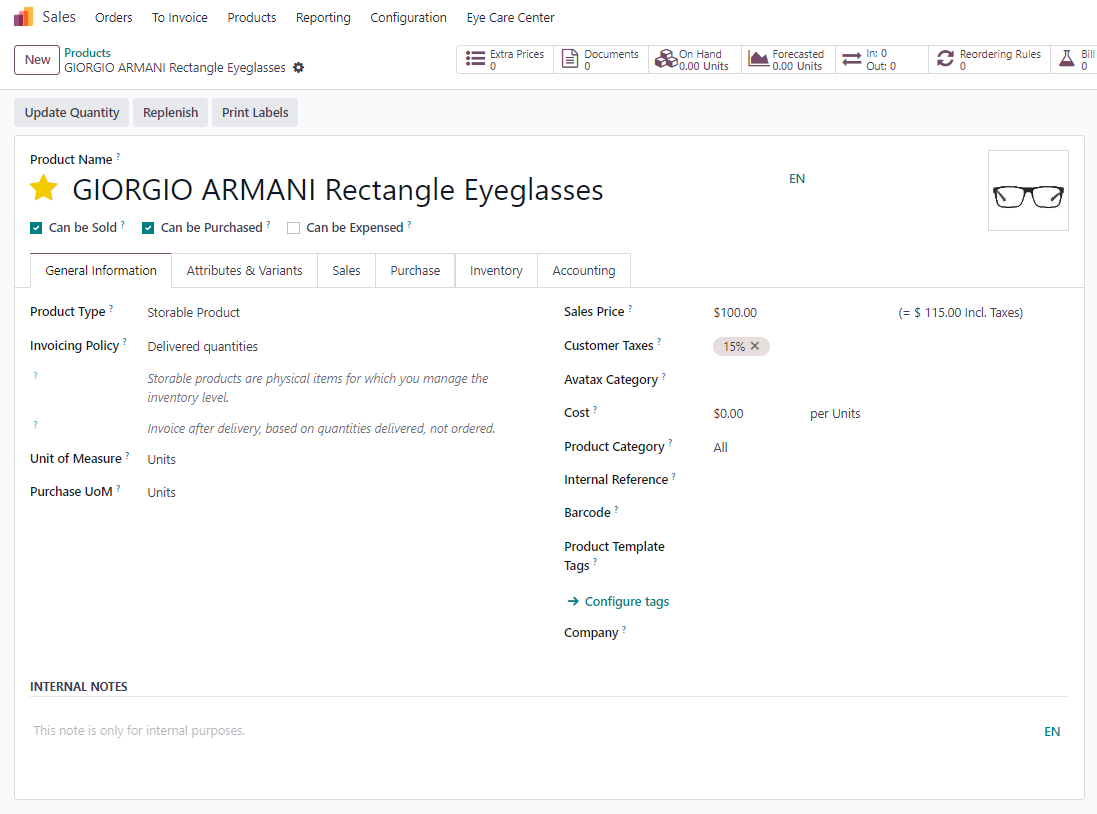 Sales Orders To Invoice Products Reporting Configuration Eye Care Center
New
Products
GIORGIO ARMANI Rectangle Eyeglasses
Extra Prices
0
Documents
0
On Hand
0.00 Units
Forecasted
0.00 Units
In: 0
Out: 0
Reordering Rules
0
Bill
0
Update Quantity Replenish Print Labels
Product Name ?
GIORGIO ARMANI Rectangle Eyeglasses EN
Can be Sold ? Can be Purchased ? Can be Expensed ?
General Information Attributes & Variants Sales Purchase Inventory Accounting
Product Type ? Storable Product
Invoicing Policy ? Delivered quantities
? Storable products are physical items for which you manage the
inventory level.
? Invoice after delivery, based on quantities delivered, not ordered.
Unit of Measure ? Units
Purchase UoM ? Units
Sales Price ? $100.00 (= $ 115.00 Incl. Taxes)
Customer Taxes ? 15% ✕
Avatax Category ?
Cost ? $0.00 per Units
Product Category ? All
Internal Reference ?
Barcode ?
Product Template
Tags ?
→ Configure tags
Company ?
INTERNAL NOTES
This note is only for internal purposes. EN